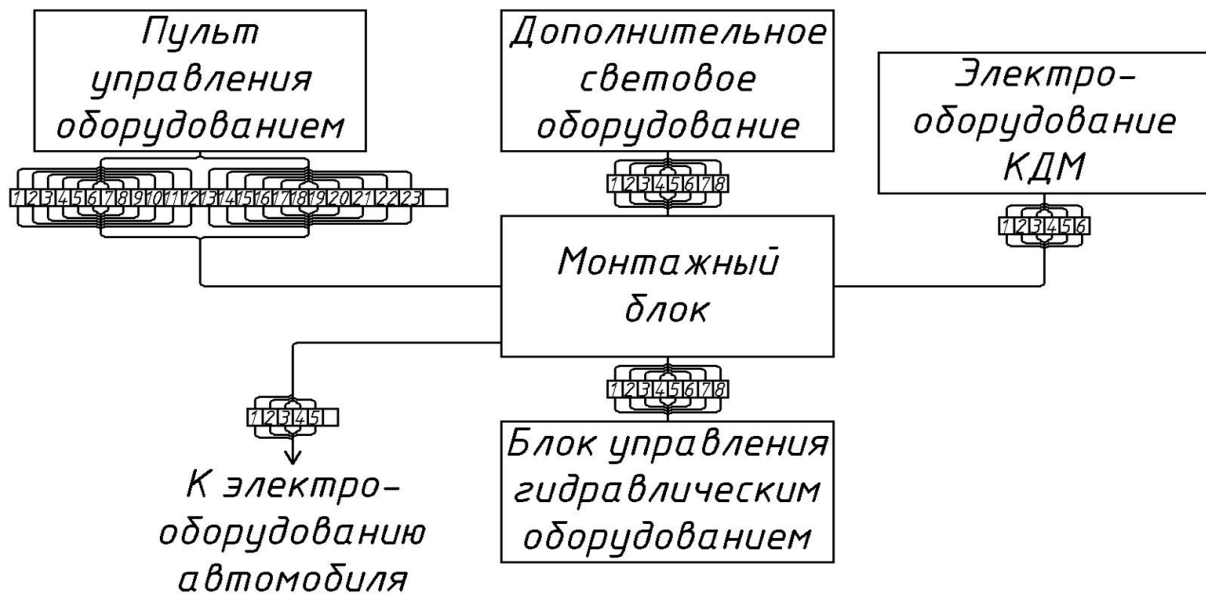 Пульт
управления
оборудованием
Дополнительное
световое
оборудование
Электро-
оборудование
КДМ
1 2 3 4 5 6 7 8 9 10 11 12 13 14 15 16 17 18 19 20 21 22 23
1 2 3 4 5 6 7 8
1 2 3 4 5 6
Монтажный
блок
1 2 3 4 5 6 7 8
1 2 3 4 5
Блок управления
гидравлическим
оборудованием
К электро-
оборудованию
автомобиля